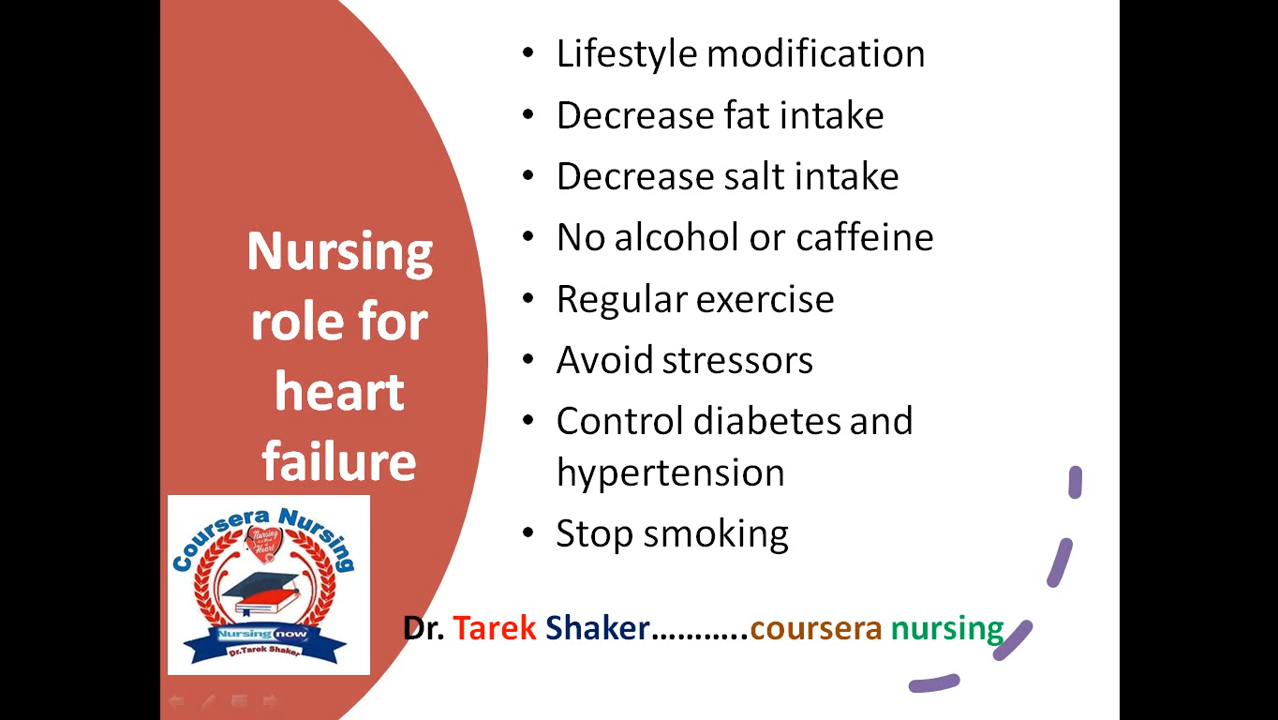 Nursing
role for
heart
failure
• Lifestyle modification
• Decrease fat intake
• Decrease salt intake
• No alcohol or caffeine
• Regular exercise
• Avoid stressors
• Control diabetes and
hypertension
• Stop smoking
Coursera Nursing
Nursing
Heart
Nursing now
Dr.Tarek Shaker
Dr. Tarek Shaker...........coursera nursing